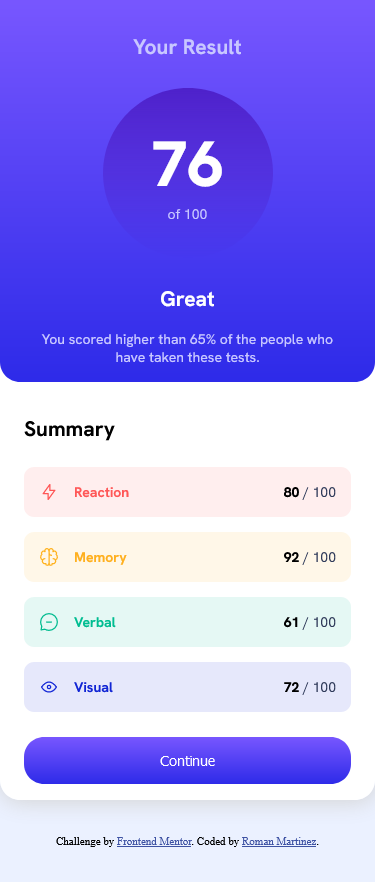 Your Result
76
of 100
Great
You scored higher than 65% of the people who
have taken these tests.
Summary
Reaction 80 / 100
Memory 92 / 100
Verbal 61 / 100
Visual 72 / 100
Continue
Challenge by Frontend Mentor. Coded by Roman Martinez.